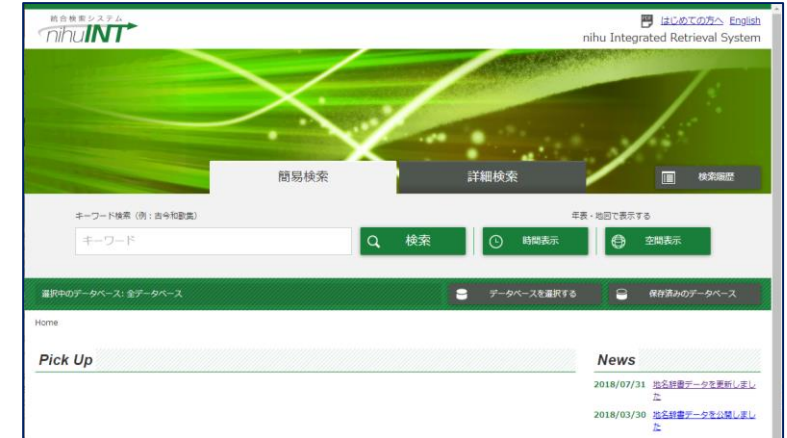 統合検索システム
nihuINT
はじめての方へ English
nihu Integrated Retrieval System
簡易検索
詳細検索
検索履歴
キーワード検索（例：古今和歌集）
年表・地図で表示する
キーワード
検索
時間表示
空間表示
選択中のデータベース: 全データベース
データベースを選択する
保存済みのデータベース
Home
Pick Up
News
2018/07/31 地名辞書データを更新しまし
た
2018/03/30 地名辞書データを公開しまし
た